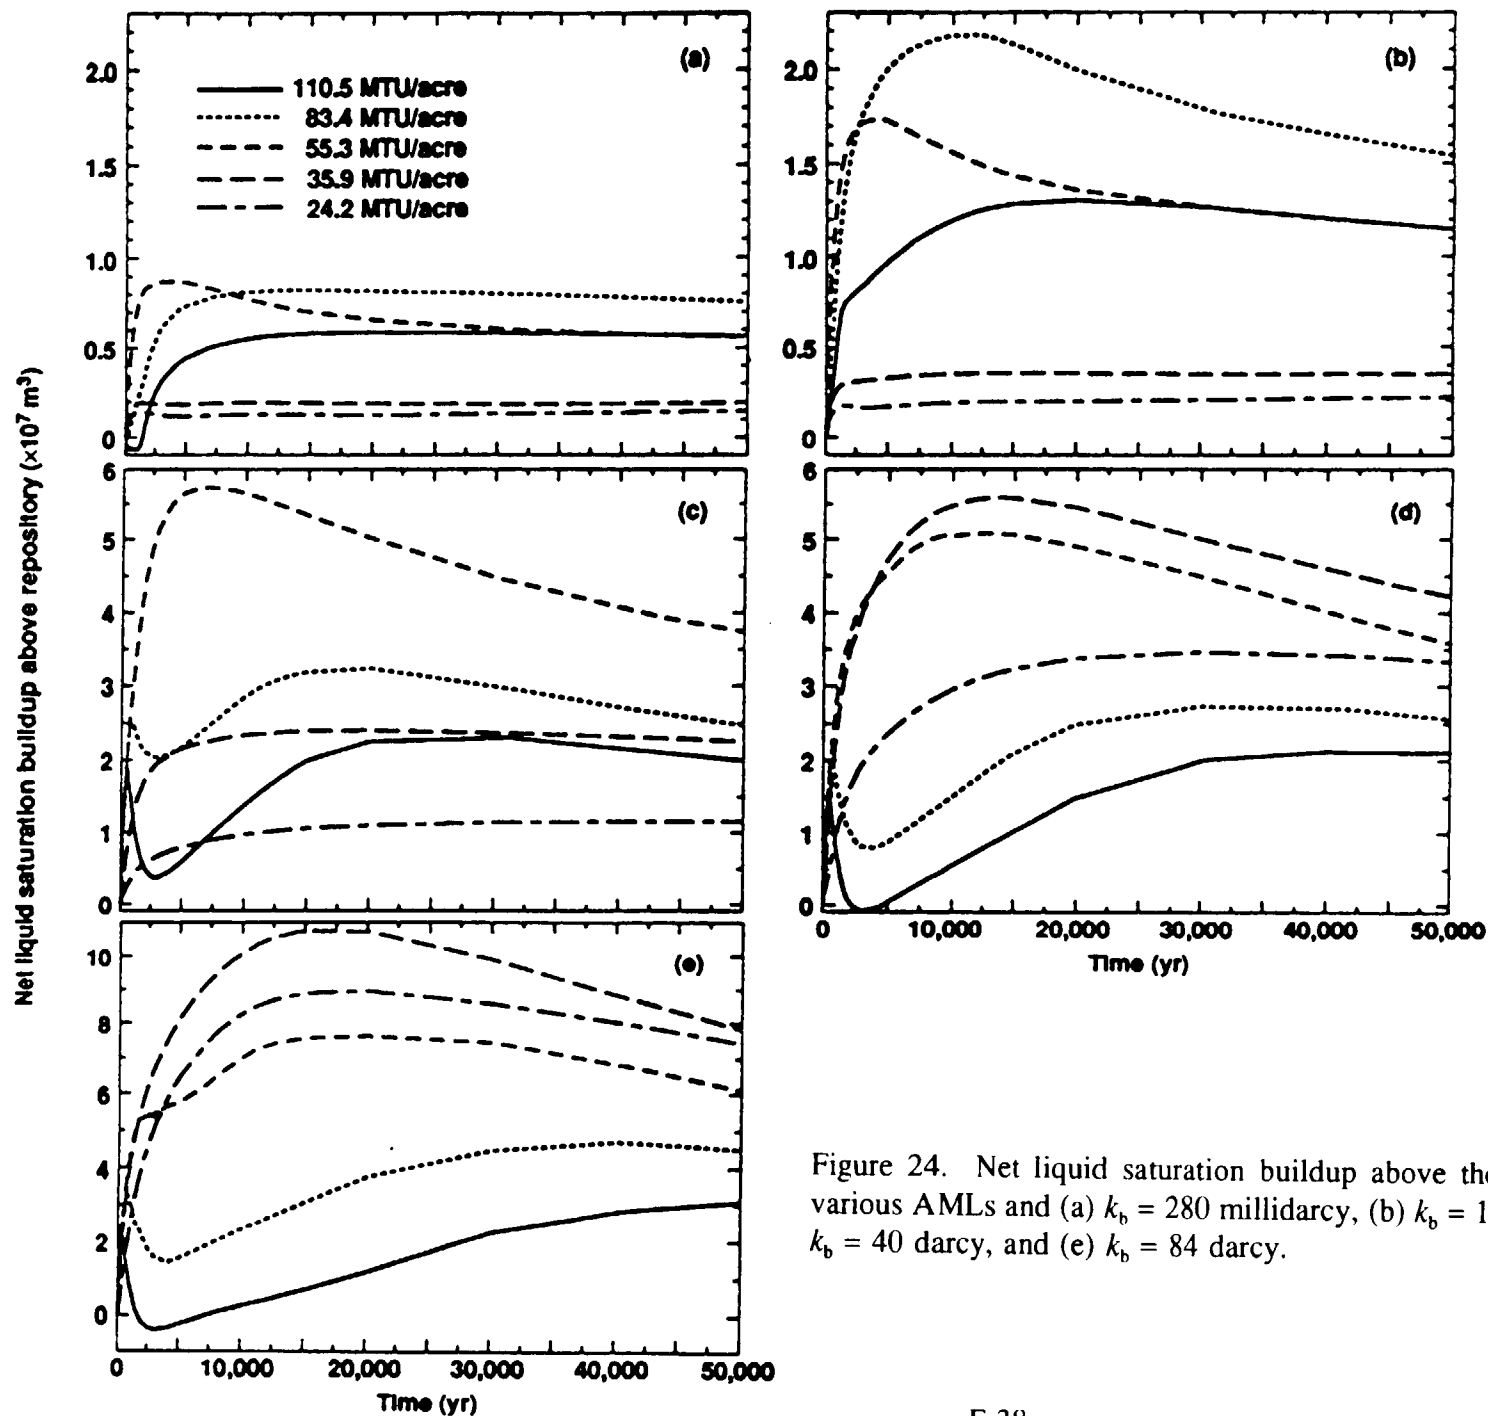 Net liquid saturation buildup above repository (×10⁷ m³)
(a)
2.0
1.5
1.0
0.5
0
110.5 MTU/acre
83.4 MTU/acre
55.3 MTU/acre
35.9 MTU/acre
24.2 MTU/acre
(b)
2.0
1.5
1.0
0.5
0
(c)
6
5
4
3
2
1
0
(d)
6
5
4
3
2
1
0
0 10,000 20,000 30,000 40,000 50,000
Time (yr)
(e)
10
8
6
4
2
0
0 10,000 20,000 30,000 40,000 50,000
Time (yr)
Figure 24. Net liquid saturation buildup above the
various AMLs and (a) k_b = 280 millidarcy, (b) k_b = 1
k_b = 40 darcy, and (e) k_b = 84 darcy.